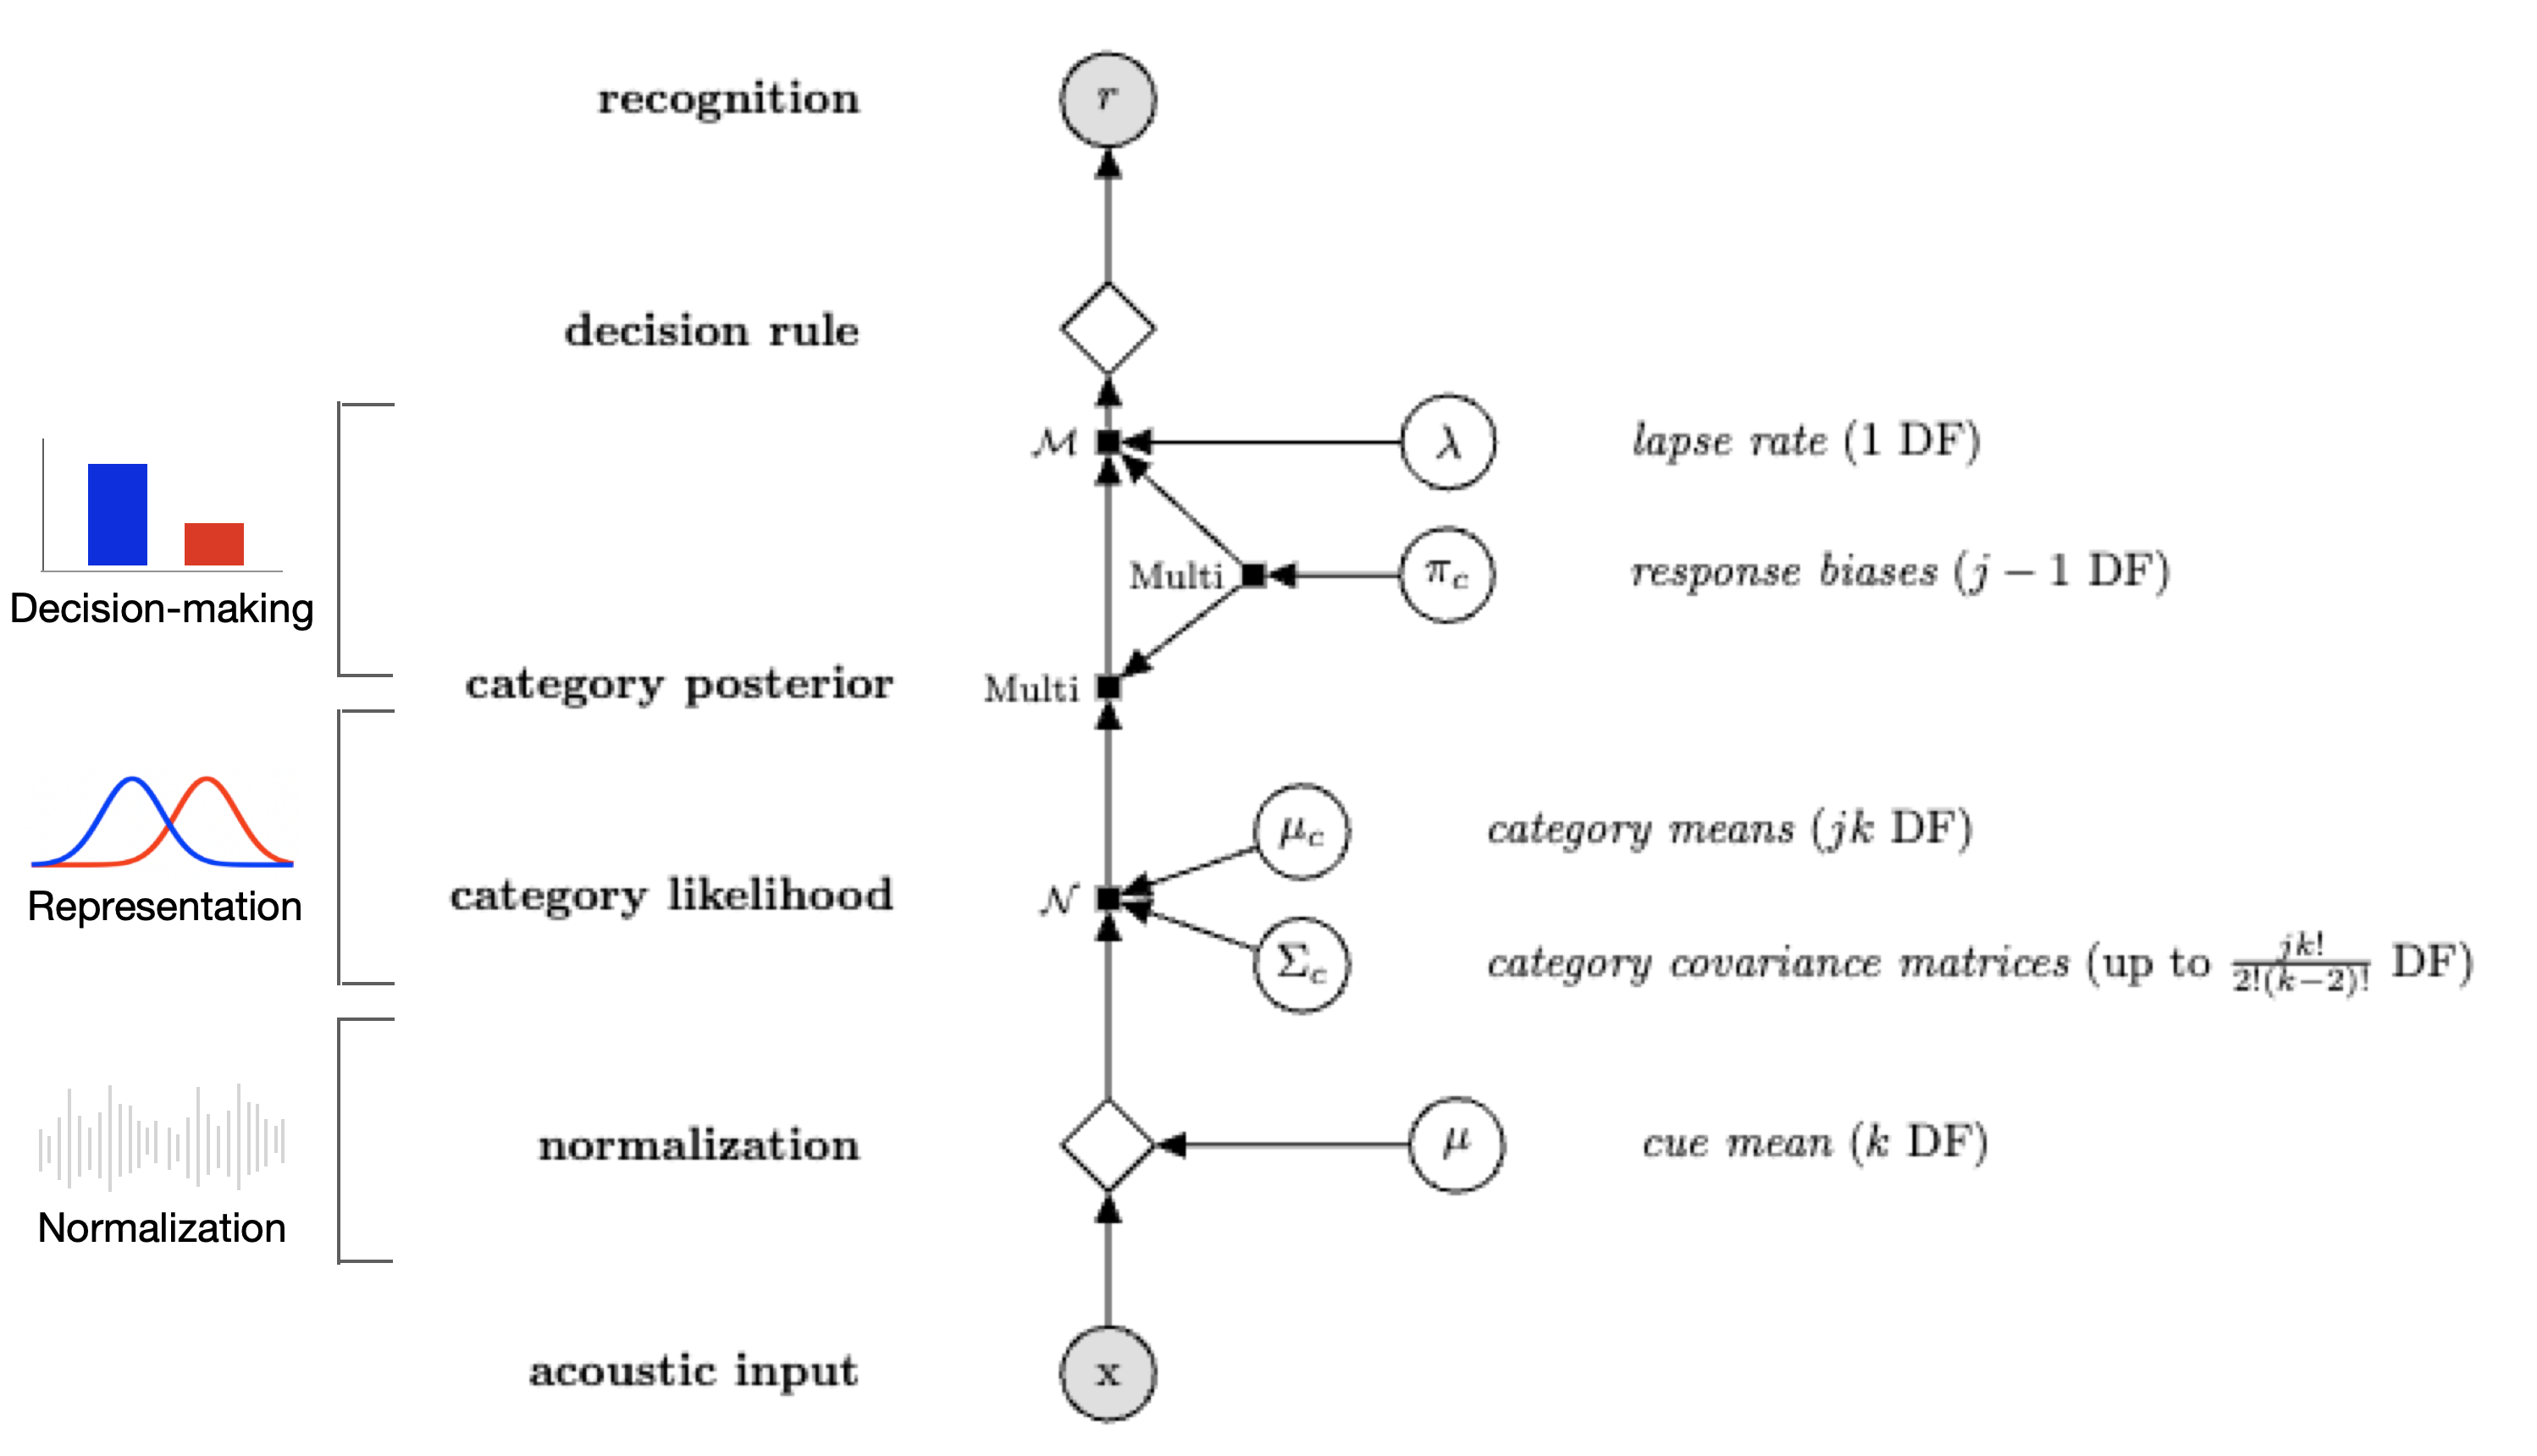 recognition
r
decision rule
M
λ
lapse rate (1 DF)
Multi
π_c
response biases (j − 1 DF)
Decision-making
category posterior
Multi
μ_c
category means (jk DF)
Representation
category likelihood
N
Σ_c
category covariance matrices (up to jk!/2!(k−2)! DF)
normalization
μ
cue mean (k DF)
Normalization
acoustic input
x